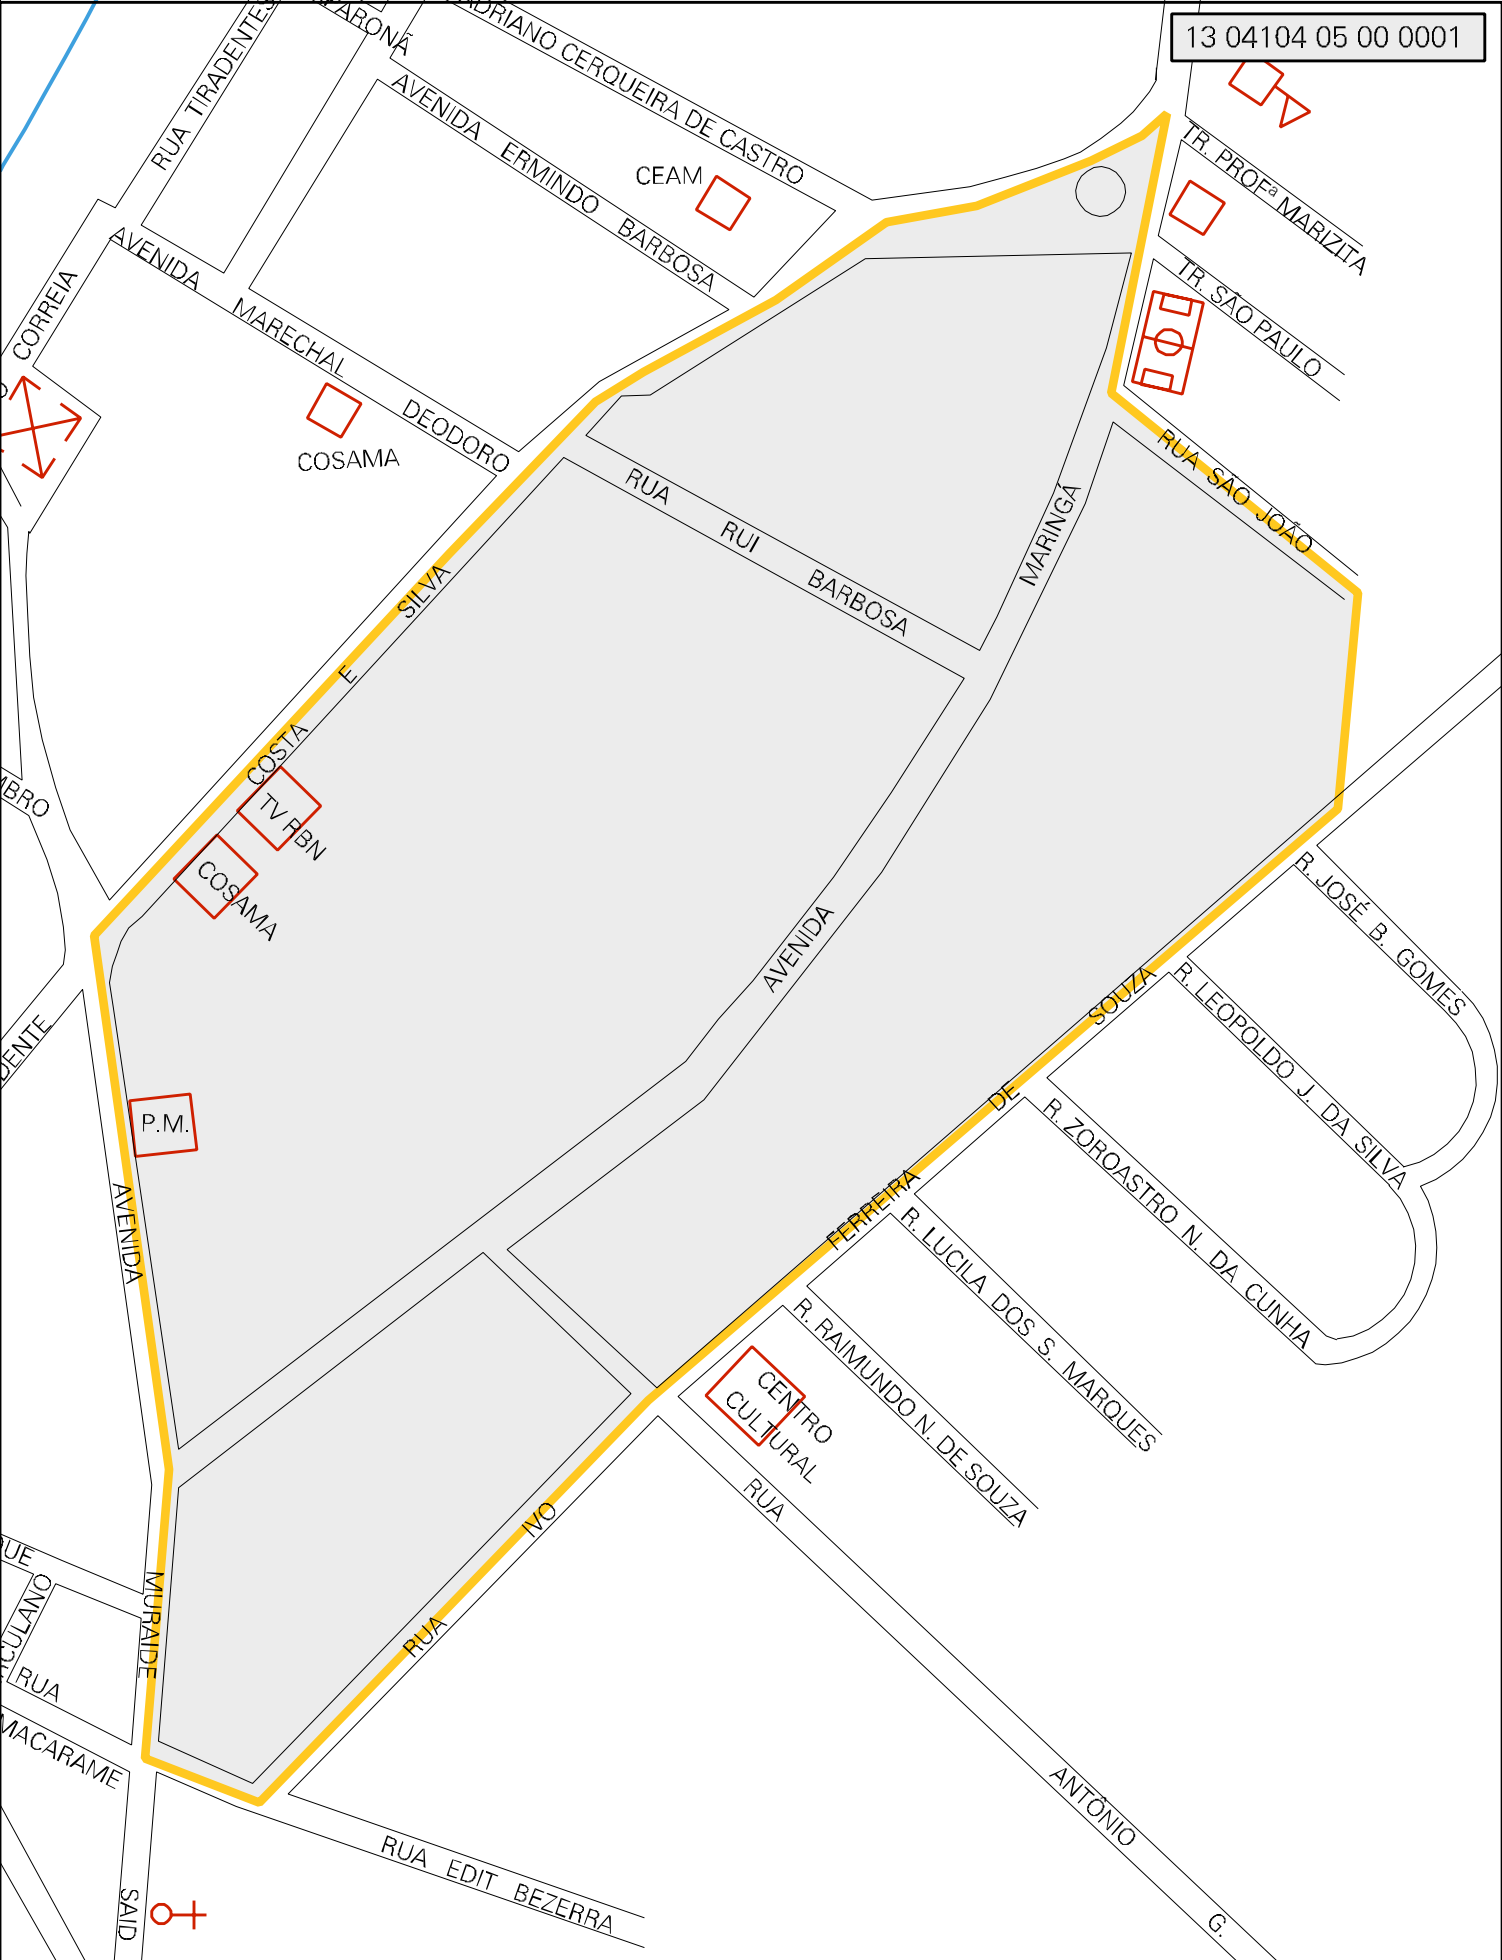 13 04104 05 00 0001
RUA TIRADENTES
ADRIANO CERQUEIRA DE CASTRO
AVENIDA ERMINDO BARBOSA
CEAM
TR. PROFª MARIZITA
TR. SÃO PAULO
AVENIDA MARECHAL DEODORO
CORREIA
COSAMA
RUA SÃO JOÃO
RUA RUI BARBOSA
AVENIDA MARINGÁ
COSTA E SILVA
TV RBN
COSAMA
P.M.
R. JOSÉ B. GOMES
R. LEOPOLDO J. DA SILVA
R. ZOROASTRO N. DA CUNHA
R. LUCILA DOS S. MARQUES
R. RAIMUNDO N. DE SOUZA
CENTRO
CULTURAL
RUA IVO FERREIRA DE SOUZA
RUA ANTÔNIO G.
AVENIDA MURAIDE SAID
RUA
MACARAME
RUA EDIT BEZERRA